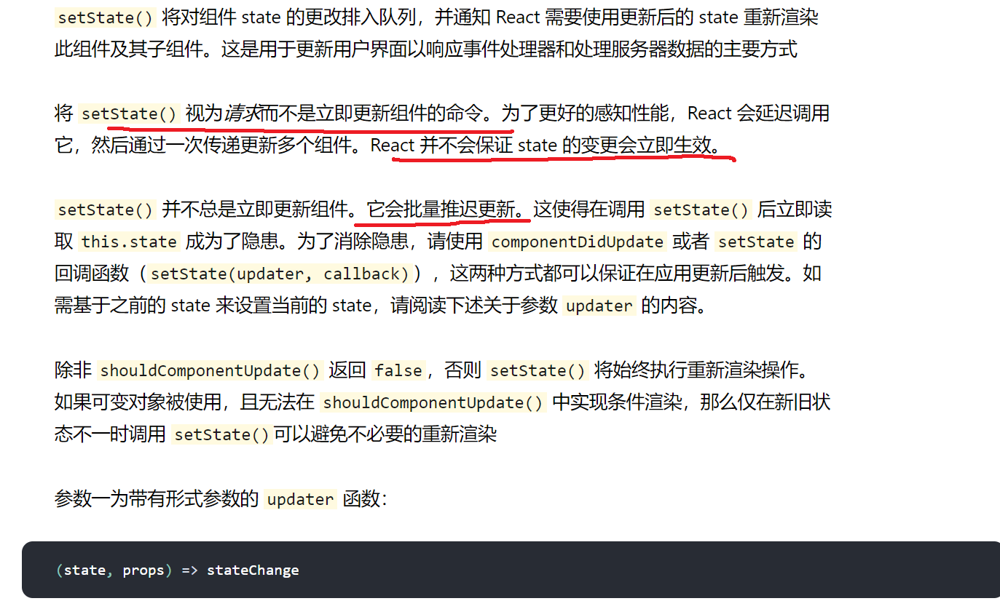 setState() 将对组件 state 的更改排入队列，并通知 React 需要使用更新后的 state 重新渲染
此组件及其子组件。这是用于更新用户界面以响应事件处理器和处理服务器数据的主要方式
将 setState() 视为请求而不是立即更新组件的命令。为了更好的感知性能，React 会延迟调用
它，然后通过一次传递更新多个组件。React 并不会保证 state 的变更会立即生效。
setState() 并不总是立即更新组件。它会批量推迟更新。这使得在调用 setState() 后立即读
取 this.state 成为了隐患。为了消除隐患，请使用 componentDidUpdate 或者 setState 的
回调函数（setState(updater, callback)），这两种方式都可以保证在应用更新后触发。如
需基于之前的 state 来设置当前的 state，请阅读下述关于参数 updater 的内容。
除非 shouldComponentUpdate() 返回 false，否则 setState() 将始终执行重新渲染操作。
如果可变对象被使用，且无法在 shouldComponentUpdate() 中实现条件渲染，那么仅在新旧状
态不一时调用 setState()可以避免不必要的重新渲染
参数一为带有形式参数的 updater 函数：
(state, props) => stateChange